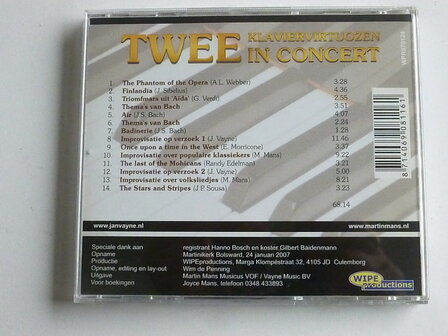 TWEE KLAVIERVIRTUOZEN
IN CONCERT
1. The Phantom of the Opera (A.L. Webber) 3.28
2. Finlandia (J. Sibelius) 4.36
3. Triomfmars uit 'Aida' (G. Verdi) 2.55
4. Thema's van Bach 3.51
5. Air (J.S. Bach) 4.07
6. Thema's van Bach 2.24
7. Badinerie (J.S. Bach) 1.28
8. Improvisatie op verzoek 1 (J. Vayne) 11.46
9. Once upon a time in the West (E. Morricone) 3.37
10. Improvisatie over populaire klassiekers (M. Mans) 9.22
11. The last of the Mohicans (Randy Edelman) 3.21
12. Improvisatie op verzoek 2 (J. Vayne) 5.00
13. Improvisatie over volksliedjes (M. Mans) 8.21
14. The Stars and Stripes (J.P. Sousa) 3.23
68.14
8714069081161
www.janvayne.nl www.martinmans.nl
Speciale dank aan registrant Hanno Bosch en koster Gilbert Baidenmann
Opname Martinikerk Bolsward, 24 januari 2007
Productie WIPEproductions, Marga Klompéstraat 32, 4105 JD Culemborg
Opname, editing en lay-out Wim de Penning
Uitgave Martin Mans Musicus VOF / Vayne Music BV
Voor boekingen Joyce Mans, telefoon 0348 433893
WIPE
productions